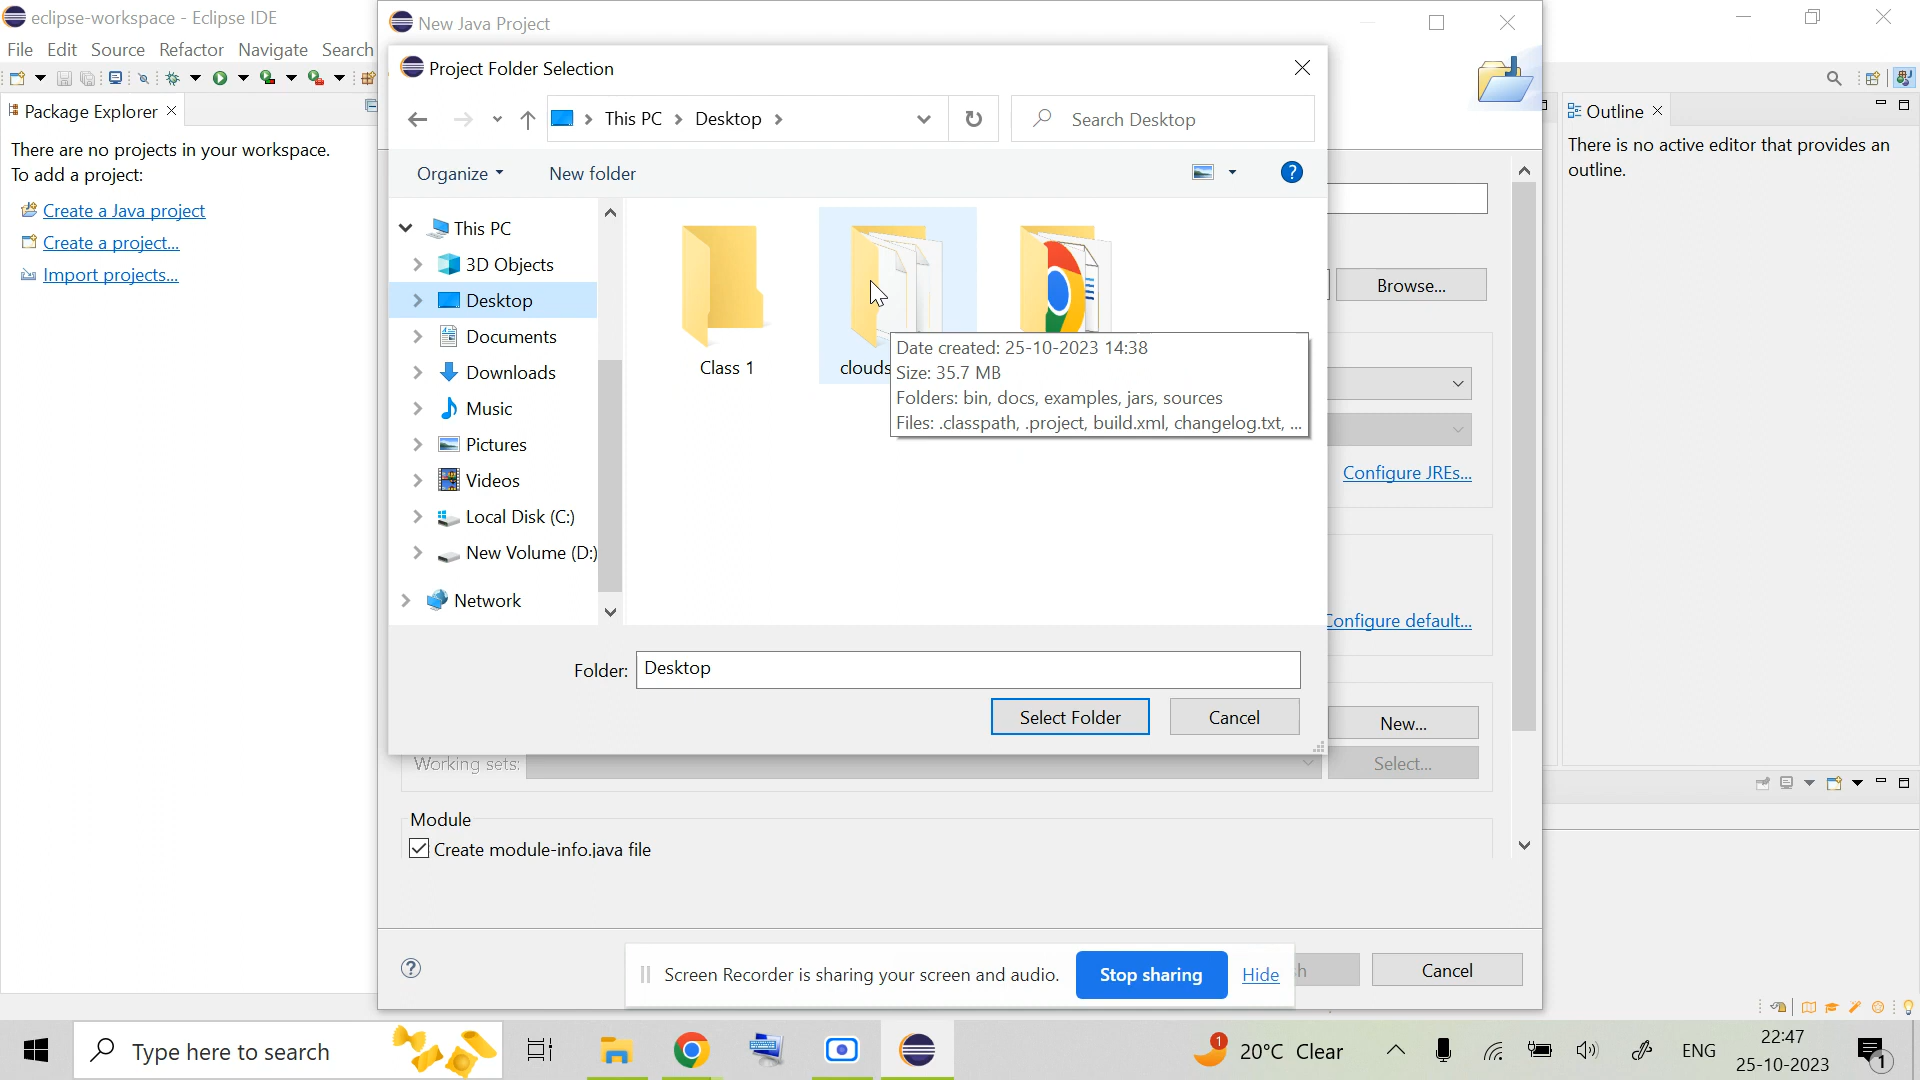 eclipse-workspace - Eclipse IDE
File Edit Source Refactor Navigate Search
Package Explorer
There are no projects in your workspace.
To add a project:
Create a Java project
Create a project...
Import projects...
New Java Project
Project Folder Selection
This PC > Desktop >
Search Desktop
Organize
New folder
This PC
3D Objects
Desktop
Documents
Downloads
Music
Pictures
Videos
Local Disk (C:)
New Volume (D:)
Network
Class 1
clouds
Date created: 25-10-2023 14:38
Size: 35.7 MB
Folders: bin, docs, examples, jars, sources
Files: .classpath, .project, build.xml, changelog.txt, ...
Folder: Desktop
Select Folder
Cancel
Browse...
Configure JREs...
Configure default...
New...
Working sets:
Select...
Module
Create module-info.java file
Cancel
Screen Recorder is sharing your screen and audio.
Stop sharing
Hide
Outline
There is no active editor that provides an
outline.
Type here to search
1
20°C Clear
ENG
22:47
25-10-2023
1